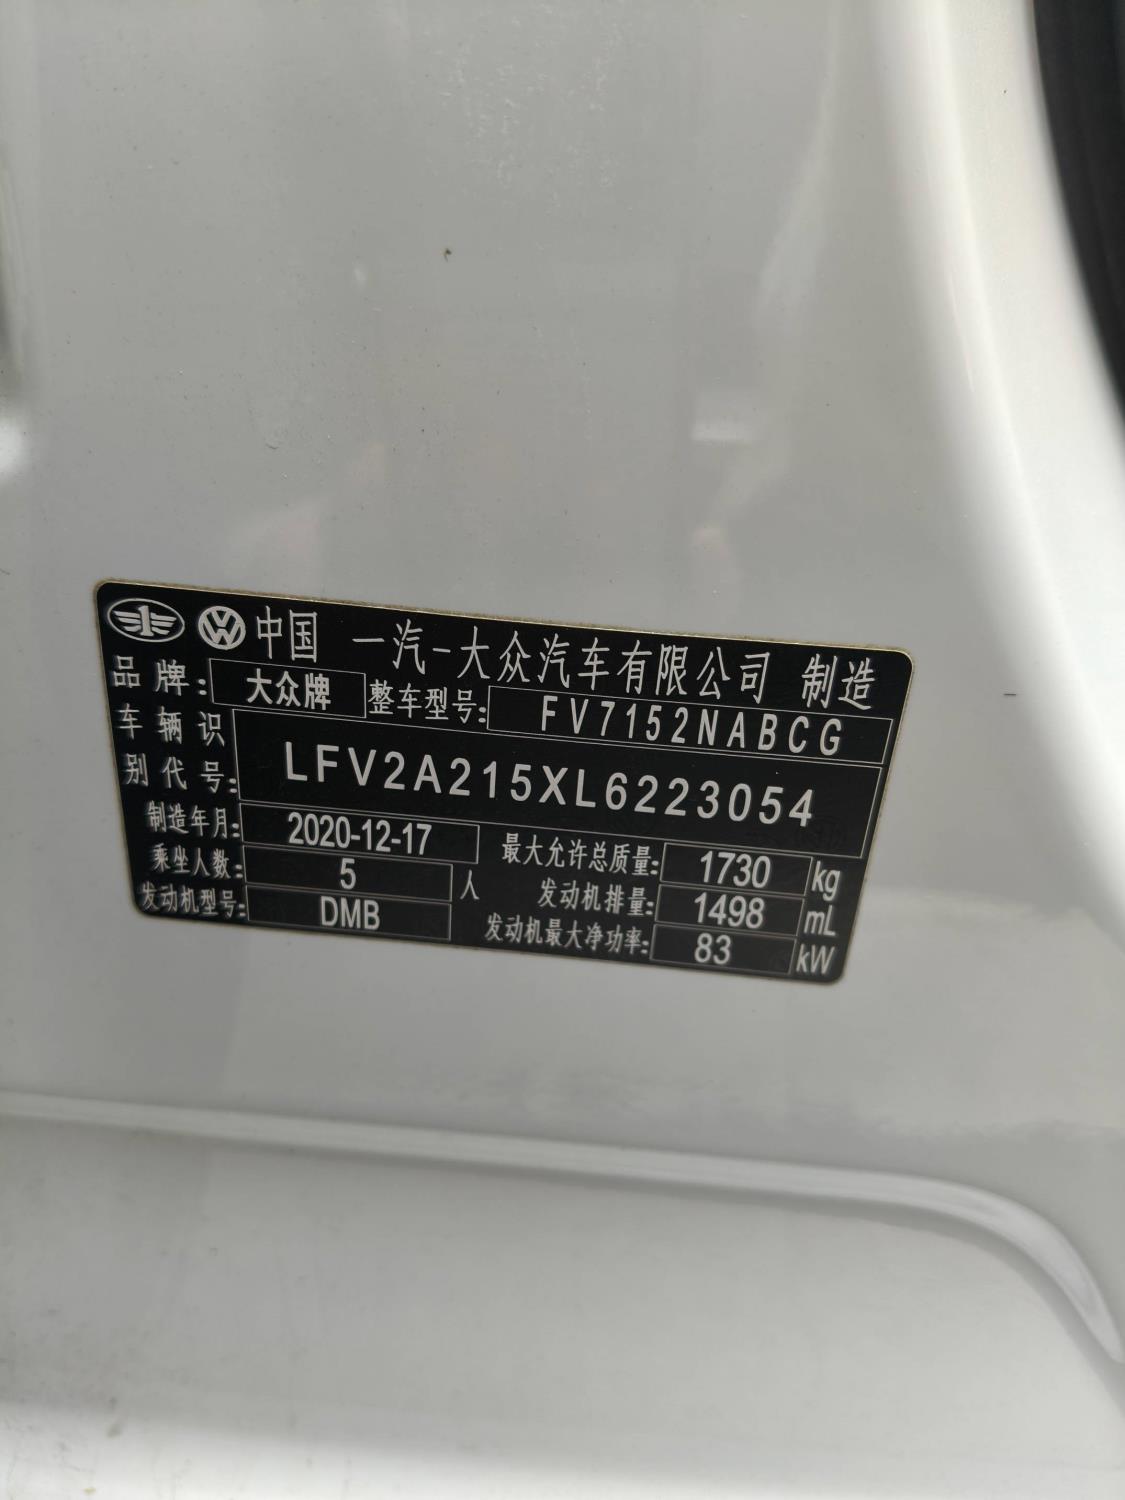 中国 一汽-大众汽车有限公司 制造
品牌: 大众牌 整车型号: FV7152NABCG
车辆识别代号: LFV2A215XL6223054
制造年月: 2020-12-17 最大允许总质量: 1730 kg
乘坐人数: 5 人 发动机排量: 1498 mL
发动机型号: DMB 发动机最大净功率: 83 kW